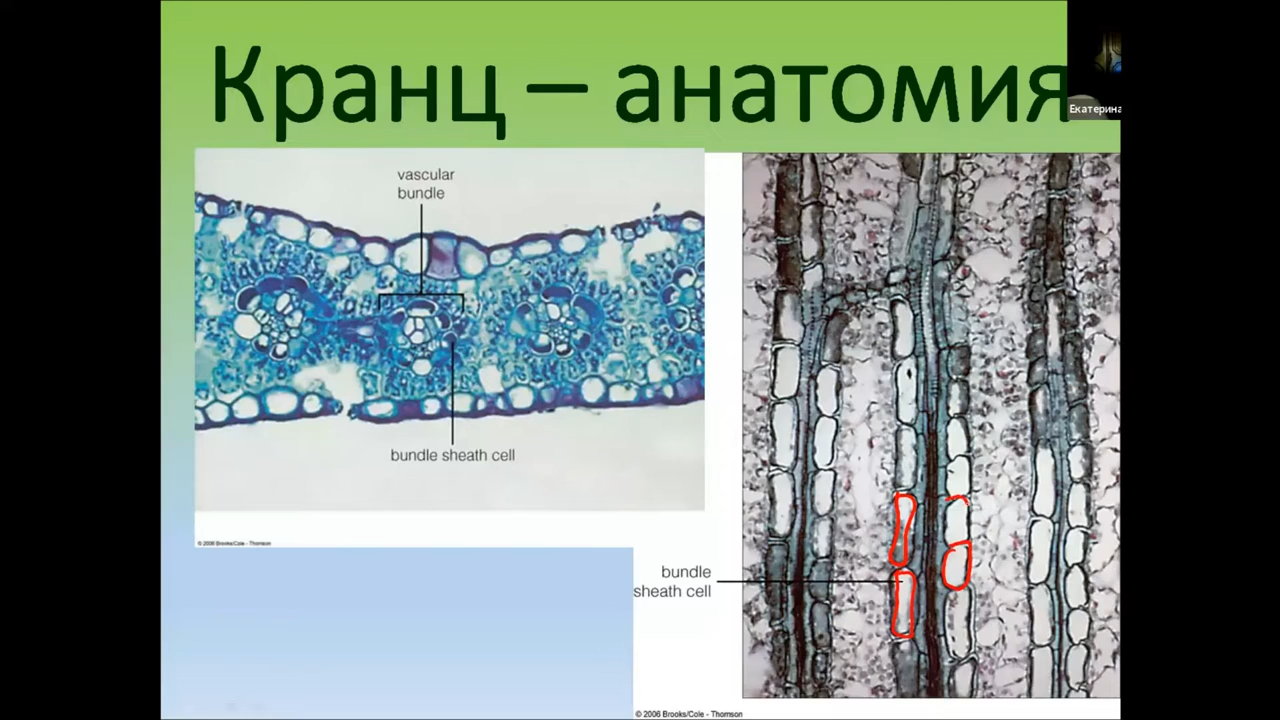 Кранц – анатомия
Екатерина
vascular
bundle
bundle sheath cell
© 2006 Brooks/Cole - Thomson
bundle
sheath cell
© 2006 Brooks/Cole - Thomson